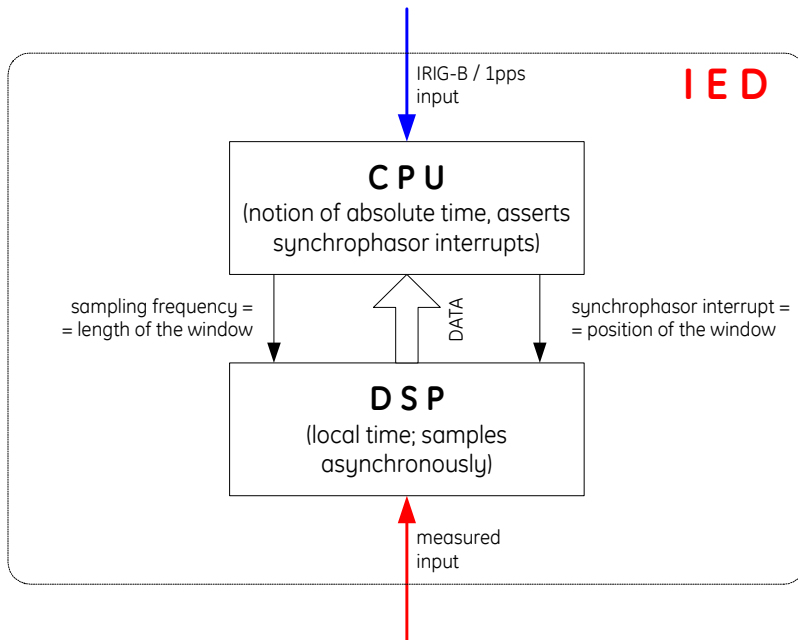 IRIG-B / 1pps
input
I E D
C P U
(notion of absolute time, asserts
synchrophasor interrupts)
sampling frequency =
= length of the window
DATA
synchrophasor interrupt =
= position of the window
D S P
(local time; samples
asynchronously)
measured
input